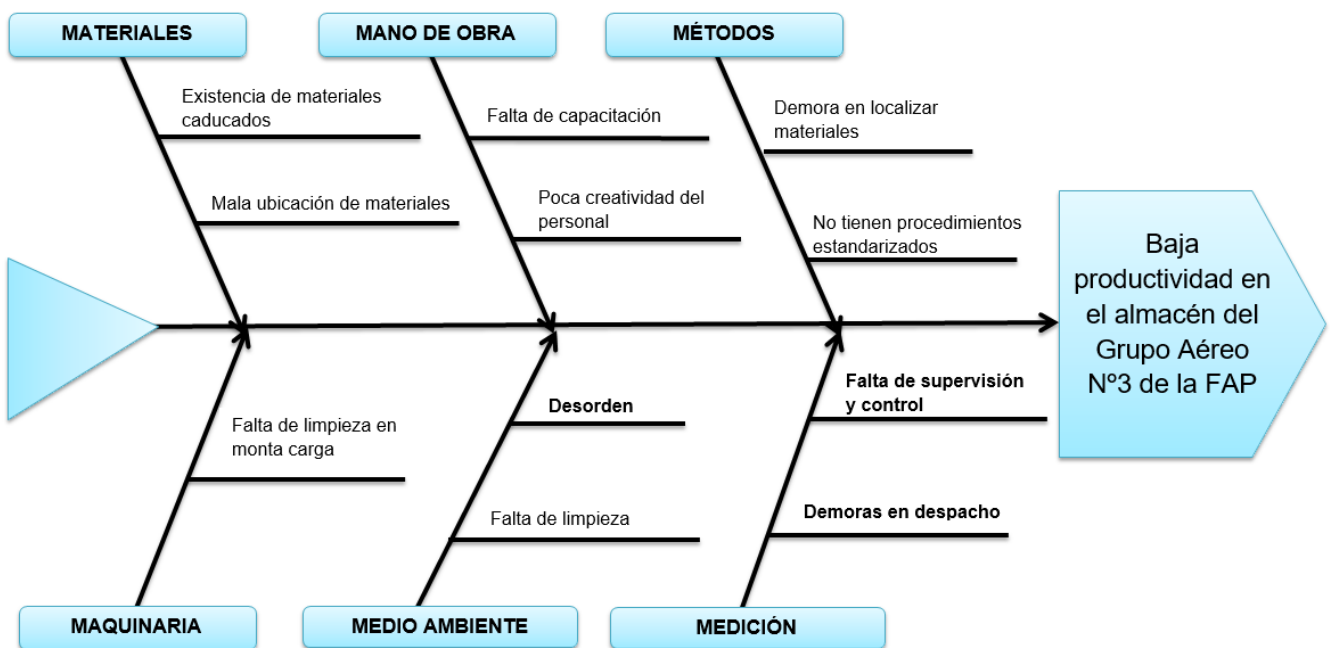 MATERIALES
MANO DE OBRA
MÉTODOS
Existencia de materiales
caducados
Mala ubicación de materiales
Falta de capacitación
Poca creatividad del
personal
Demora en localizar
materiales
No tienen procedimientos
estandarizados
Baja
productividad en
el almacén del
Grupo Aéreo
Nº3 de la FAP
Falta de limpieza en
monta carga
Desorden
Falta de limpieza
Falta de supervisión
y control
Demoras en despacho
MAQUINARIA
MEDIO AMBIENTE
MEDICIÓN